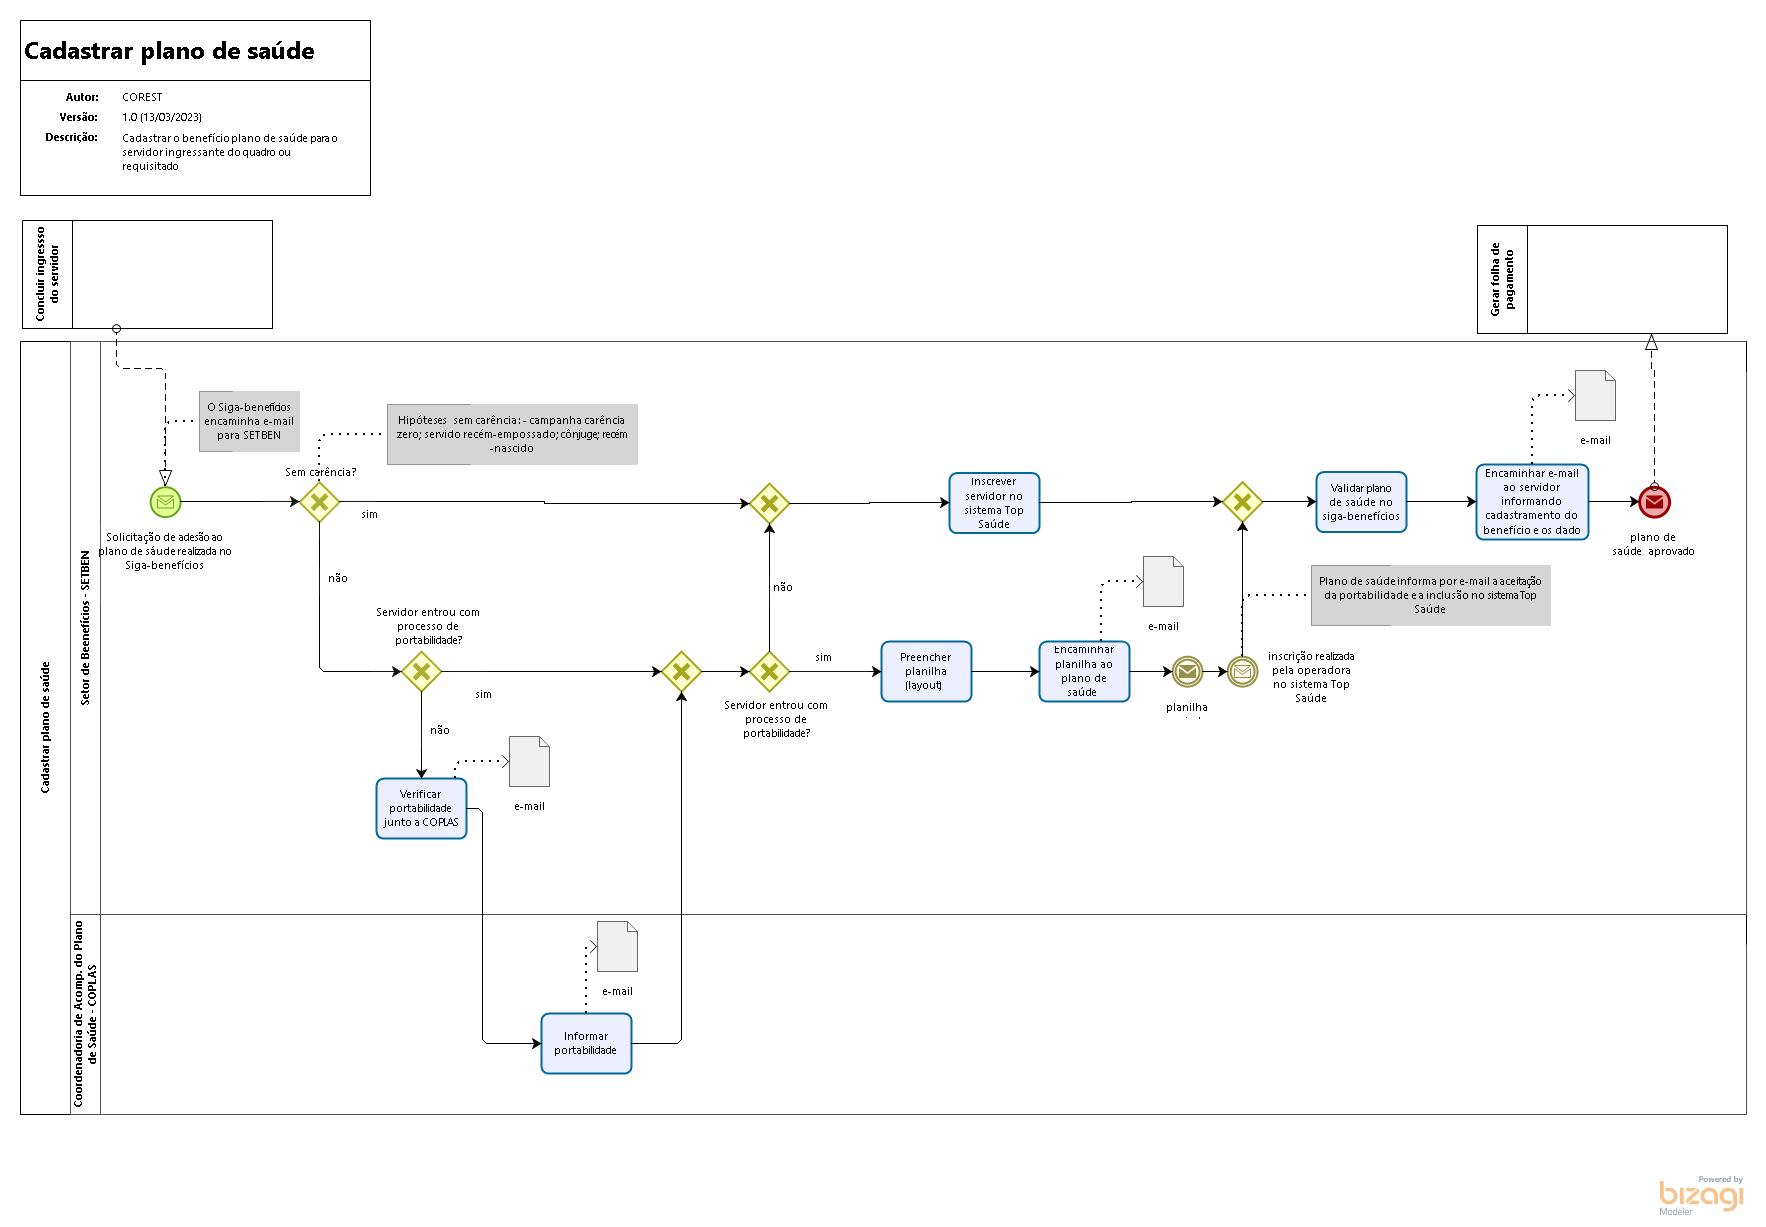 Cadastrar plano de saúde
Autor: COREST
Versão: 1.0 (13/03/2023)
Descrição: Cadastrar o benefício plano de saúde para o
servidor ingressante do quadro ou
requisitado
Concluir ingressso
do servidor
Gerar folha de
pagamento
Cadastrar plano de saúde
Setor de Beenefícios - SETBEN
O Siga-benefícios
encaminha e-mail
para SETBEN
Hipóteses sem carência: - campanha carência
zero; servido recém-empossado; cônjuge; recém
-nascido
e-mail
Sem carência?
sim
Solicitação de adesão ao
plano de sáude realizada no
Siga-benefícios
Inscrever
servidor no
sistema Top
Saúde
Validar plano
de saúde no
siga-benefícios
Encaminhar e-mail
ao servidor
informando
cadastramento do
benefício e os dado
plano de
saúde aprovado
não
não
Plano de saúde informa por e-mail a aceitação
da portabilidade e a inclusão no sistema Top
Saúde
Servidor entrou com
processo de
portabilidade?
e-mail
sim
sim
Preencher
planilha
(layout)
Encaminhar
planilha ao
plano de
saúde
inscrição realizada
pela operadora
no sistema Top
Saúde
planilha
Servidor entrou com
processo de
portabilidade?
não
Verificar
portabilidade
junto a COPLAS
e-mail
Coordenadoria de Acomp. do Plano
de Saúde - COPLAS
e-mail
Informar
portabilidade
Powered by
bizagi
Modeler